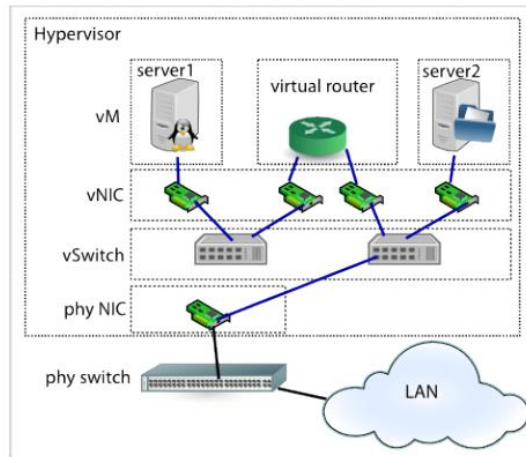 Hypervisor
server1
virtual router
server2
vM
vNIC
vSwitch
phy NIC
phy switch
LAN